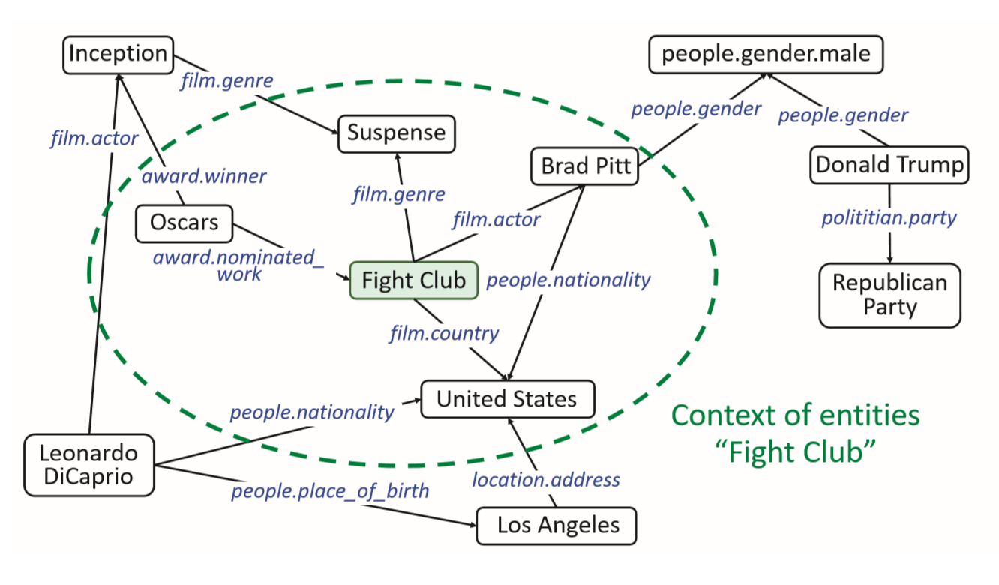 Inception
people.gender.male
film.genre
people.gender
people.gender
film.actor
Suspense
Brad Pitt
Donald Trump
award.winner
film.genre
Oscars
film.actor
polititian.party
award.nominated_
work
Fight Club
people.nationality
Republican
Party
film.country
United States
people.nationality
Context of entities
“Fight Club”
Leonardo
DiCaprio
location.address
people.place_of_birth
Los Angeles